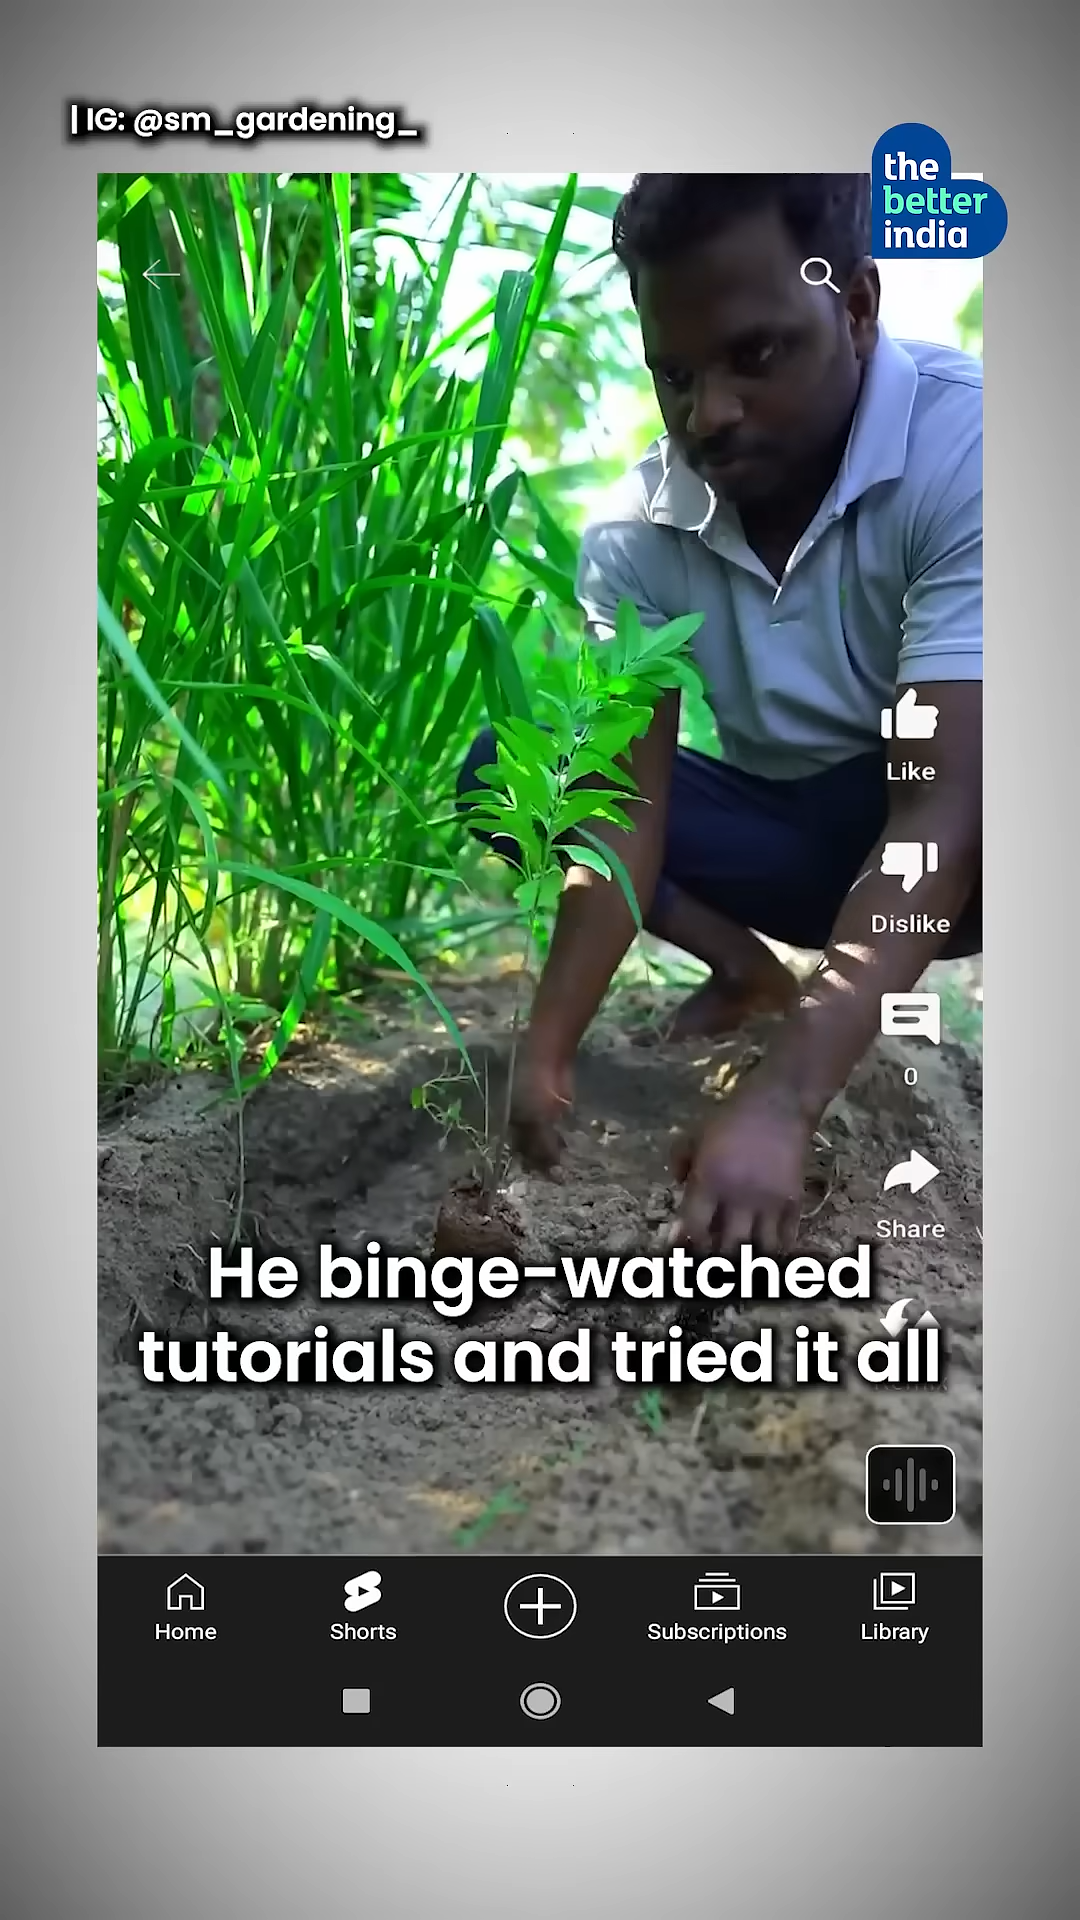 | IG: @sm_gardening_
the
better
india
Like
Dislike
0
Share
He binge-watched
tutorials and tried it all
Remix
Home
Shorts
Subscriptions
Library